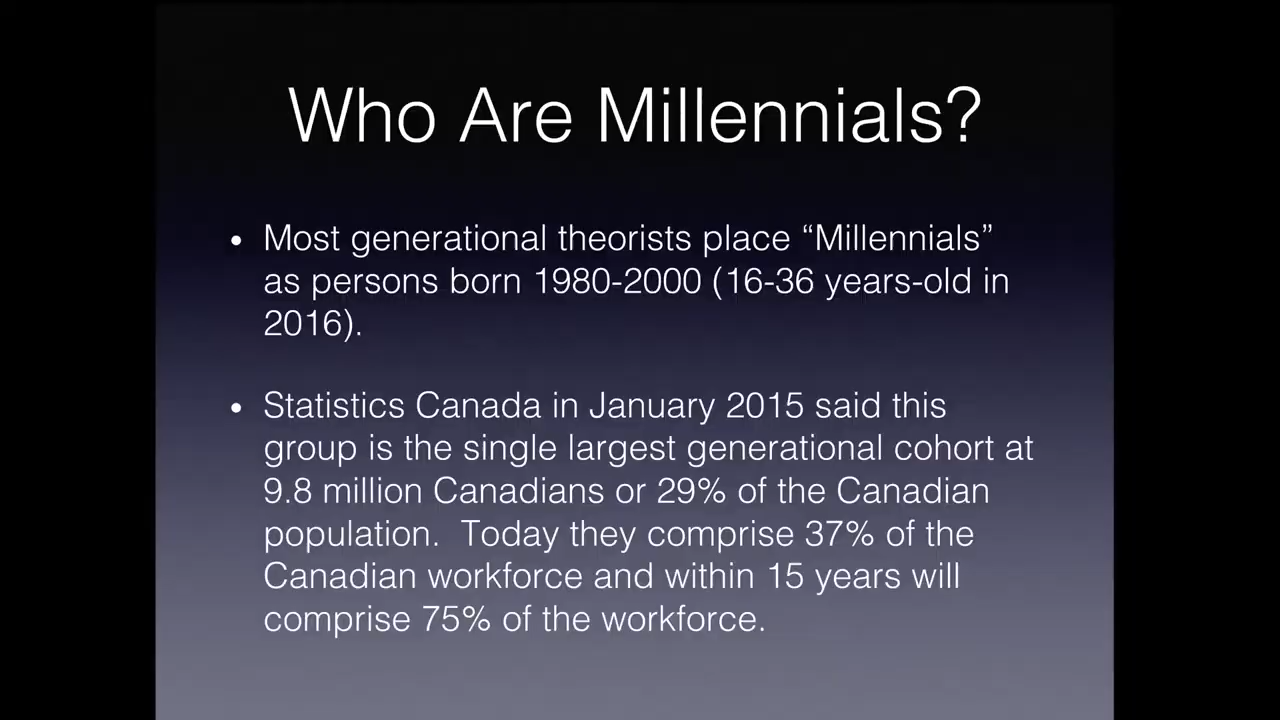 Who Are Millennials?
• Most generational theorists place “Millennials”
as persons born 1980-2000 (16-36 years-old in
2016).
• Statistics Canada in January 2015 said this
group is the single largest generational cohort at
9.8 million Canadians or 29% of the Canadian
population.  Today they comprise 37% of the
Canadian workforce and within 15 years will
comprise 75% of the workforce.